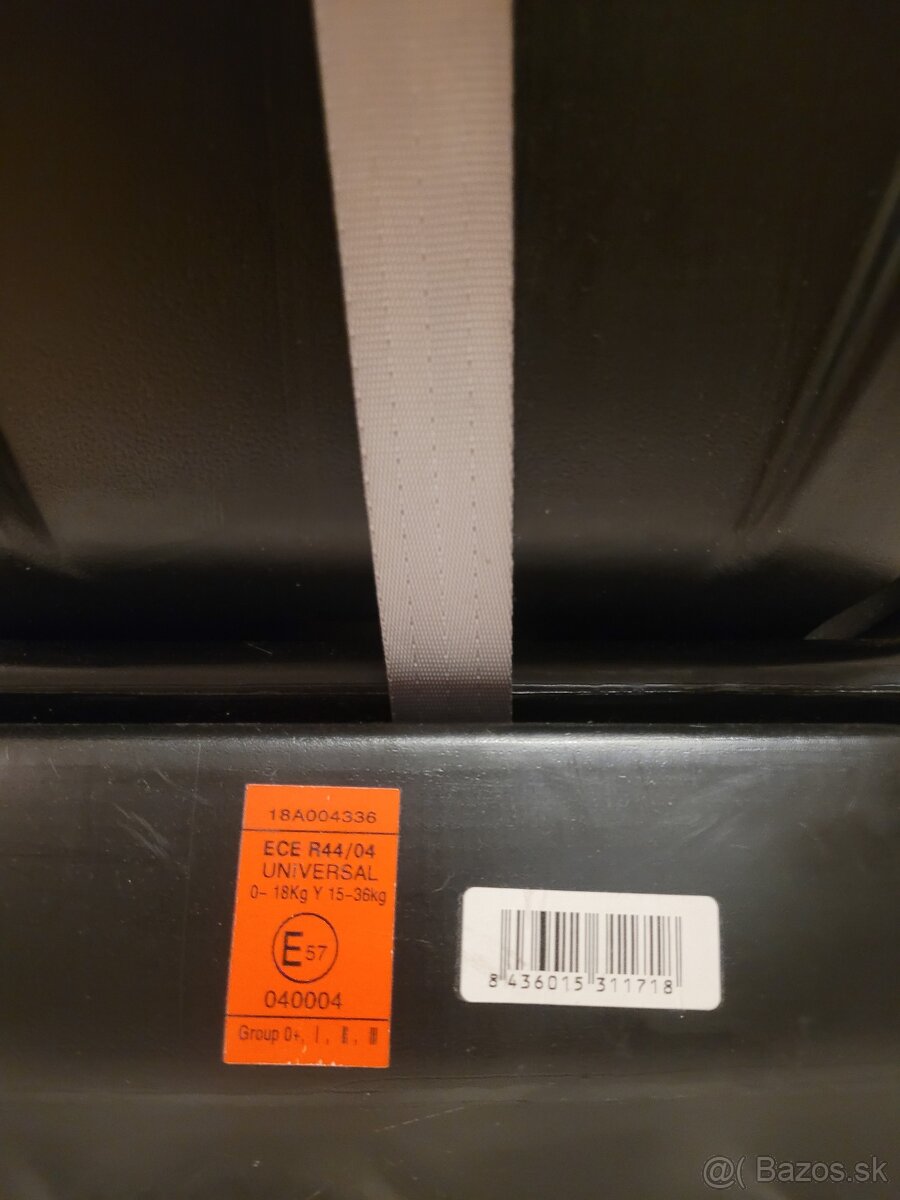 18A004336
ECE R44/04
UNiVERSAL
0- 18Kg Y 15-36kg
E 57
040004
Group 0+, I, II, III
8 436015 311718
@( Bazos.sk